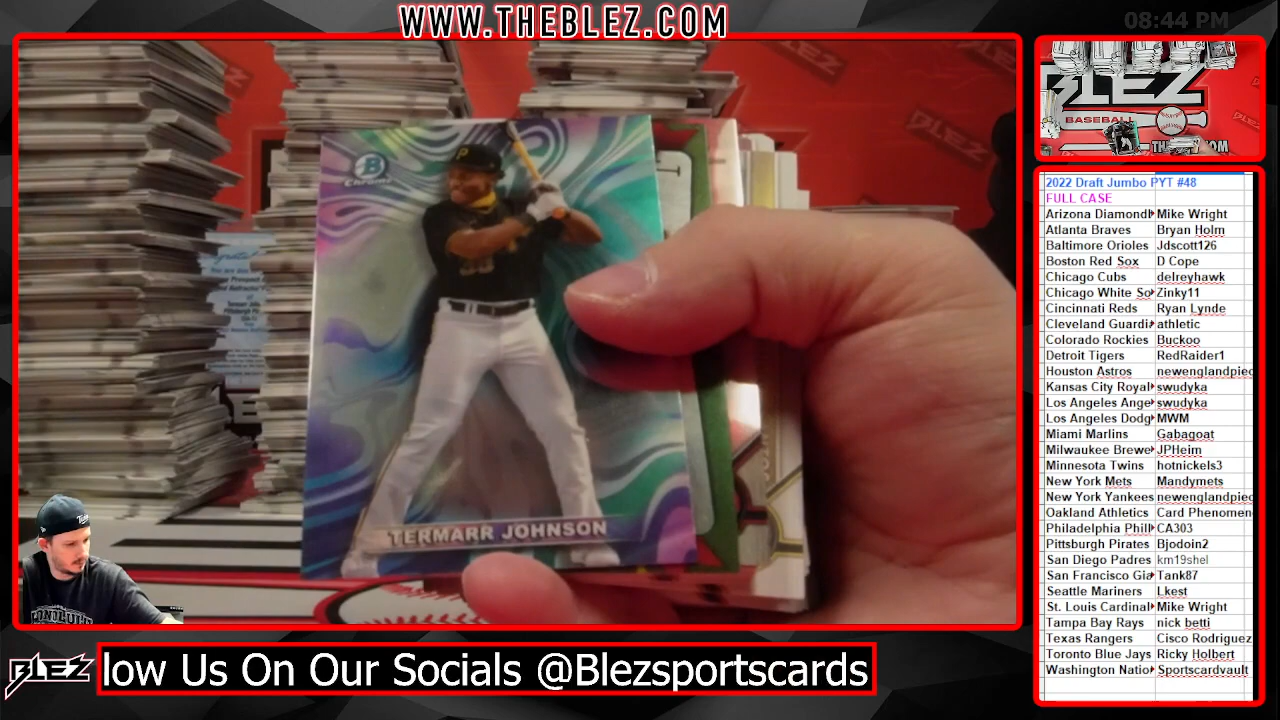 WWW.THEBLEZ.COM
08:44 PM
BLEZ
BASEBALL
2022 Draft Jumbo PYT #48
FULL CASE
Arizona Diamondb Mike Wright
Atlanta Braves Bryan Holm
Baltimore Orioles Jdscott126
Boston Red Sox D Cope
Chicago Cubs delreyhawk
Chicago White So Zinky11
Cincinnati Reds Ryan Lynde
Cleveland Guardi athletic
Colorado Rockies Buckoo
Detroit Tigers RedRaider1
Houston Astros newenglandpiec
Kansas City Royal swudyka
Los Angeles Ange swudyka
Los Angeles Dodg MWM
Miami Marlins Gabagoat
Milwaukee Brewe JPHeim
Minnesota Twins hotnickels3
New York Mets Mandymets
New York Yankees newenglandpiec
Oakland Athletics Card Phenomen
Philadelphia Phill CA303
Pittsburgh Pirates Bjodoin2
San Diego Padres km19shel
San Francisco Gia Tank87
Seattle Mariners Lkest
St. Louis Cardinal Mike Wright
Tampa Bay Rays nick betti
Texas Rangers Cisco Rodriguez
Toronto Blue Jays Ricky Holbert
Washington Natio Sportscardvault
B
CHROME
P
TERMARR JOHNSON
BLEZ
low Us On Our Socials @Blezsportscards